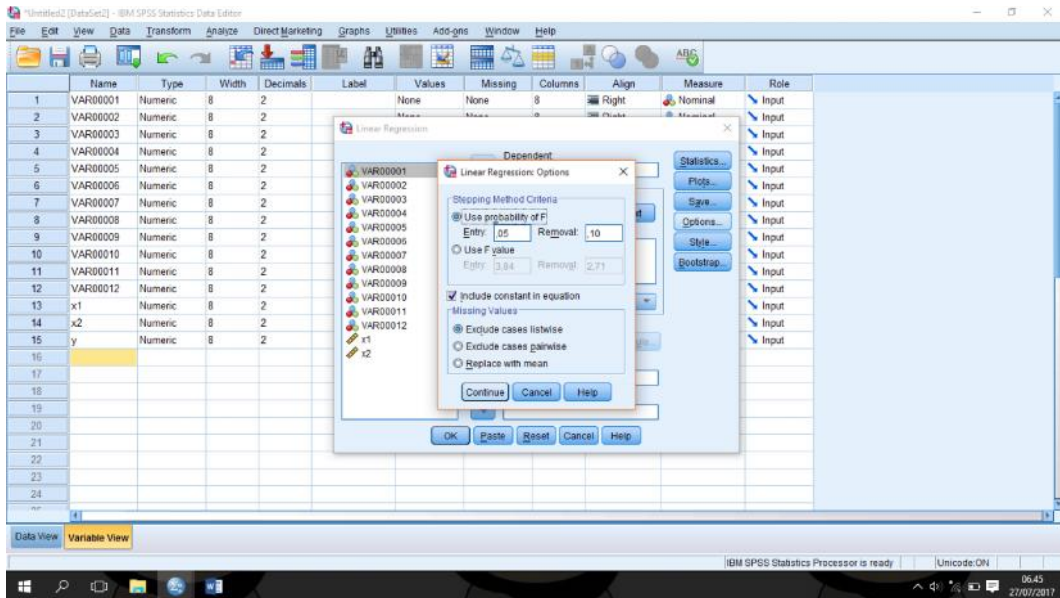 *Untitled2 [DataSet2] - IBM SPSS Statistics Data Editor
File Edit View Data Transform Analyze Direct Marketing Graphs Utilities Add-ons Window Help
Name Type Width Decimals Label Values Missing Columns Align Measure Role
1 VAR00001 Numeric 8 2 None None 8 Right Nominal Input
2 VAR00002 Numeric 8 2 Input
3 VAR00003 Numeric 8 2 Input
4 VAR00004 Numeric 8 2 Input
5 VAR00005 Numeric 8 2 Input
6 VAR00006 Numeric 8 2 Input
7 VAR00007 Numeric 8 2 Input
8 VAR00008 Numeric 8 2 Input
9 VAR00009 Numeric 8 2 Input
10 VAR00010 Numeric 8 2 Input
11 VAR00011 Numeric 8 2 Input
12 VAR00012 Numeric 8 2 Input
13 x1 Numeric 8 2 Input
14 x2 Numeric 8 2 Input
15 y Numeric 8 2 Input
16
17
18
19
20
21
22
23
24
Linear Regression
Dependent
VAR00001
VAR00002
VAR00003
VAR00004
VAR00005
VAR00006
VAR00007
VAR00008
VAR00009
VAR00010
VAR00011
VAR00012
x1
x2
Statistics...
Plots...
Save...
Options...
Style...
Bootstrap...
OK Paste Reset Cancel Help
Linear Regression: Options
Stepping Method Criteria
Use probability of F
Entry: ,05 Removal: ,10
Use F value
Entry: 3,84 Removal: 2,71
Include constant in equation
Missing Values
Exclude cases listwise
Exclude cases pairwise
Replace with mean
Continue Cancel Help
Data View Variable View
IBM SPSS Statistics Processor is ready Unicode:ON
06.45
27/07/2017